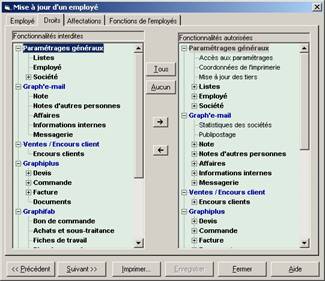 Mise à jour d'un employé
Employé
Droits
Affectations
Fonctions de l'employés
Fonctionnalités interdites
Paramétrages généraux
Listes
Employé
Société
Graph'e-mail
Note
Notes d'autres personnes
Affaires
Informations internes
Messagerie
Ventes / Encours clients
Encours clients
Graphiplus
Devis
Commande
Facture
Documents
Graphifab
Bon de commande
Achats et sous-traitance
Fiches de travail
Tous
Aucun
Fonctionnalités autorisées
Paramétrages généraux
Accès aux paramètres
Coordonnées de l'imprimerie
Mise à jour des tiers
Listes
Employé
Société
Graph'e-mail
Statistiques des sociétés
Publipostage
Note
Notes d'autres personnes
Affaires
Informations internes
Messagerie
Ventes / Encours clients
Encours clients
Graphiplus
Devis
Commande
Facture
<< Précédent
Suivant >>
Imprimer...
Enregistrer
Fermer
Aide